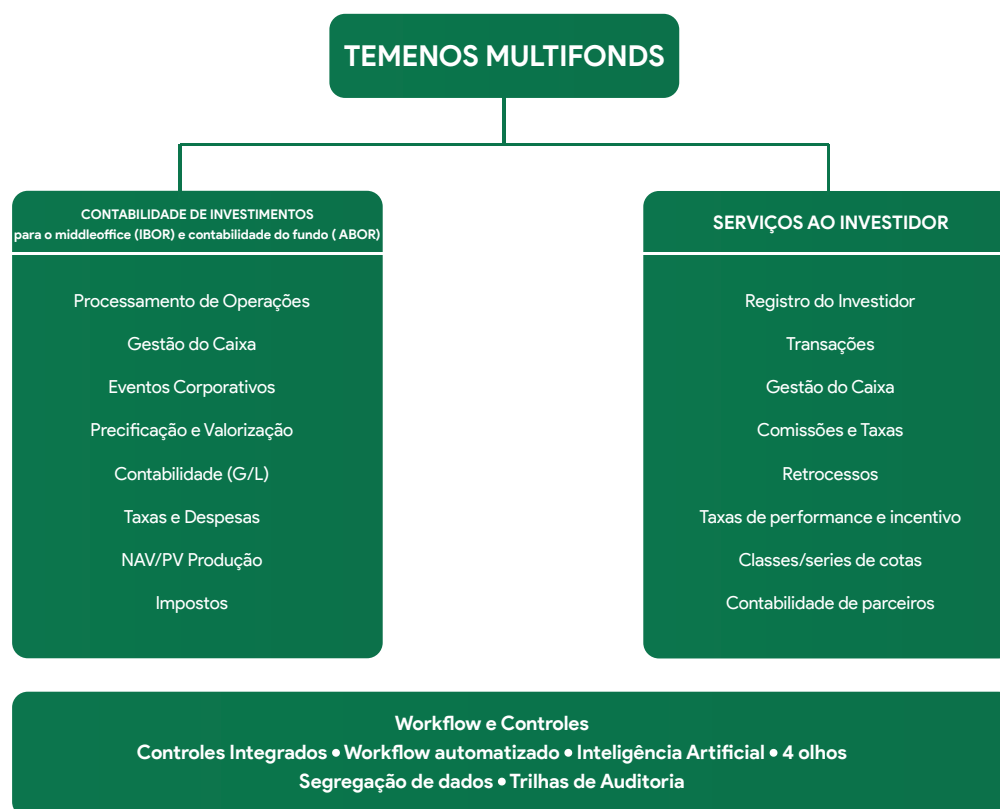 TEMENOS MULTIFONDS
CONTABILIDADE DE INVESTIMENTOS
para o middleoffice (IBOR) e contabilidade do fundo ( ABOR)
Processamento de Operações
Gestão do Caixa
Eventos Corporativos
Precificação e Valorização
Contabilidade (G/L)
Taxas e Despesas
NAV/PV Produção
Impostos
SERVIÇOS AO INVESTIDOR
Registro do Investidor
Transações
Gestão do Caixa
Comissões e Taxas
Retrocessos
Taxas de performance e incentivo
Classes/series de cotas
Contabilidade de parceiros
Workflow e Controles
Controles Integrados • Workflow automatizado • Inteligência Artificial • 4 olhos
Segregação de dados • Trilhas de Auditoria